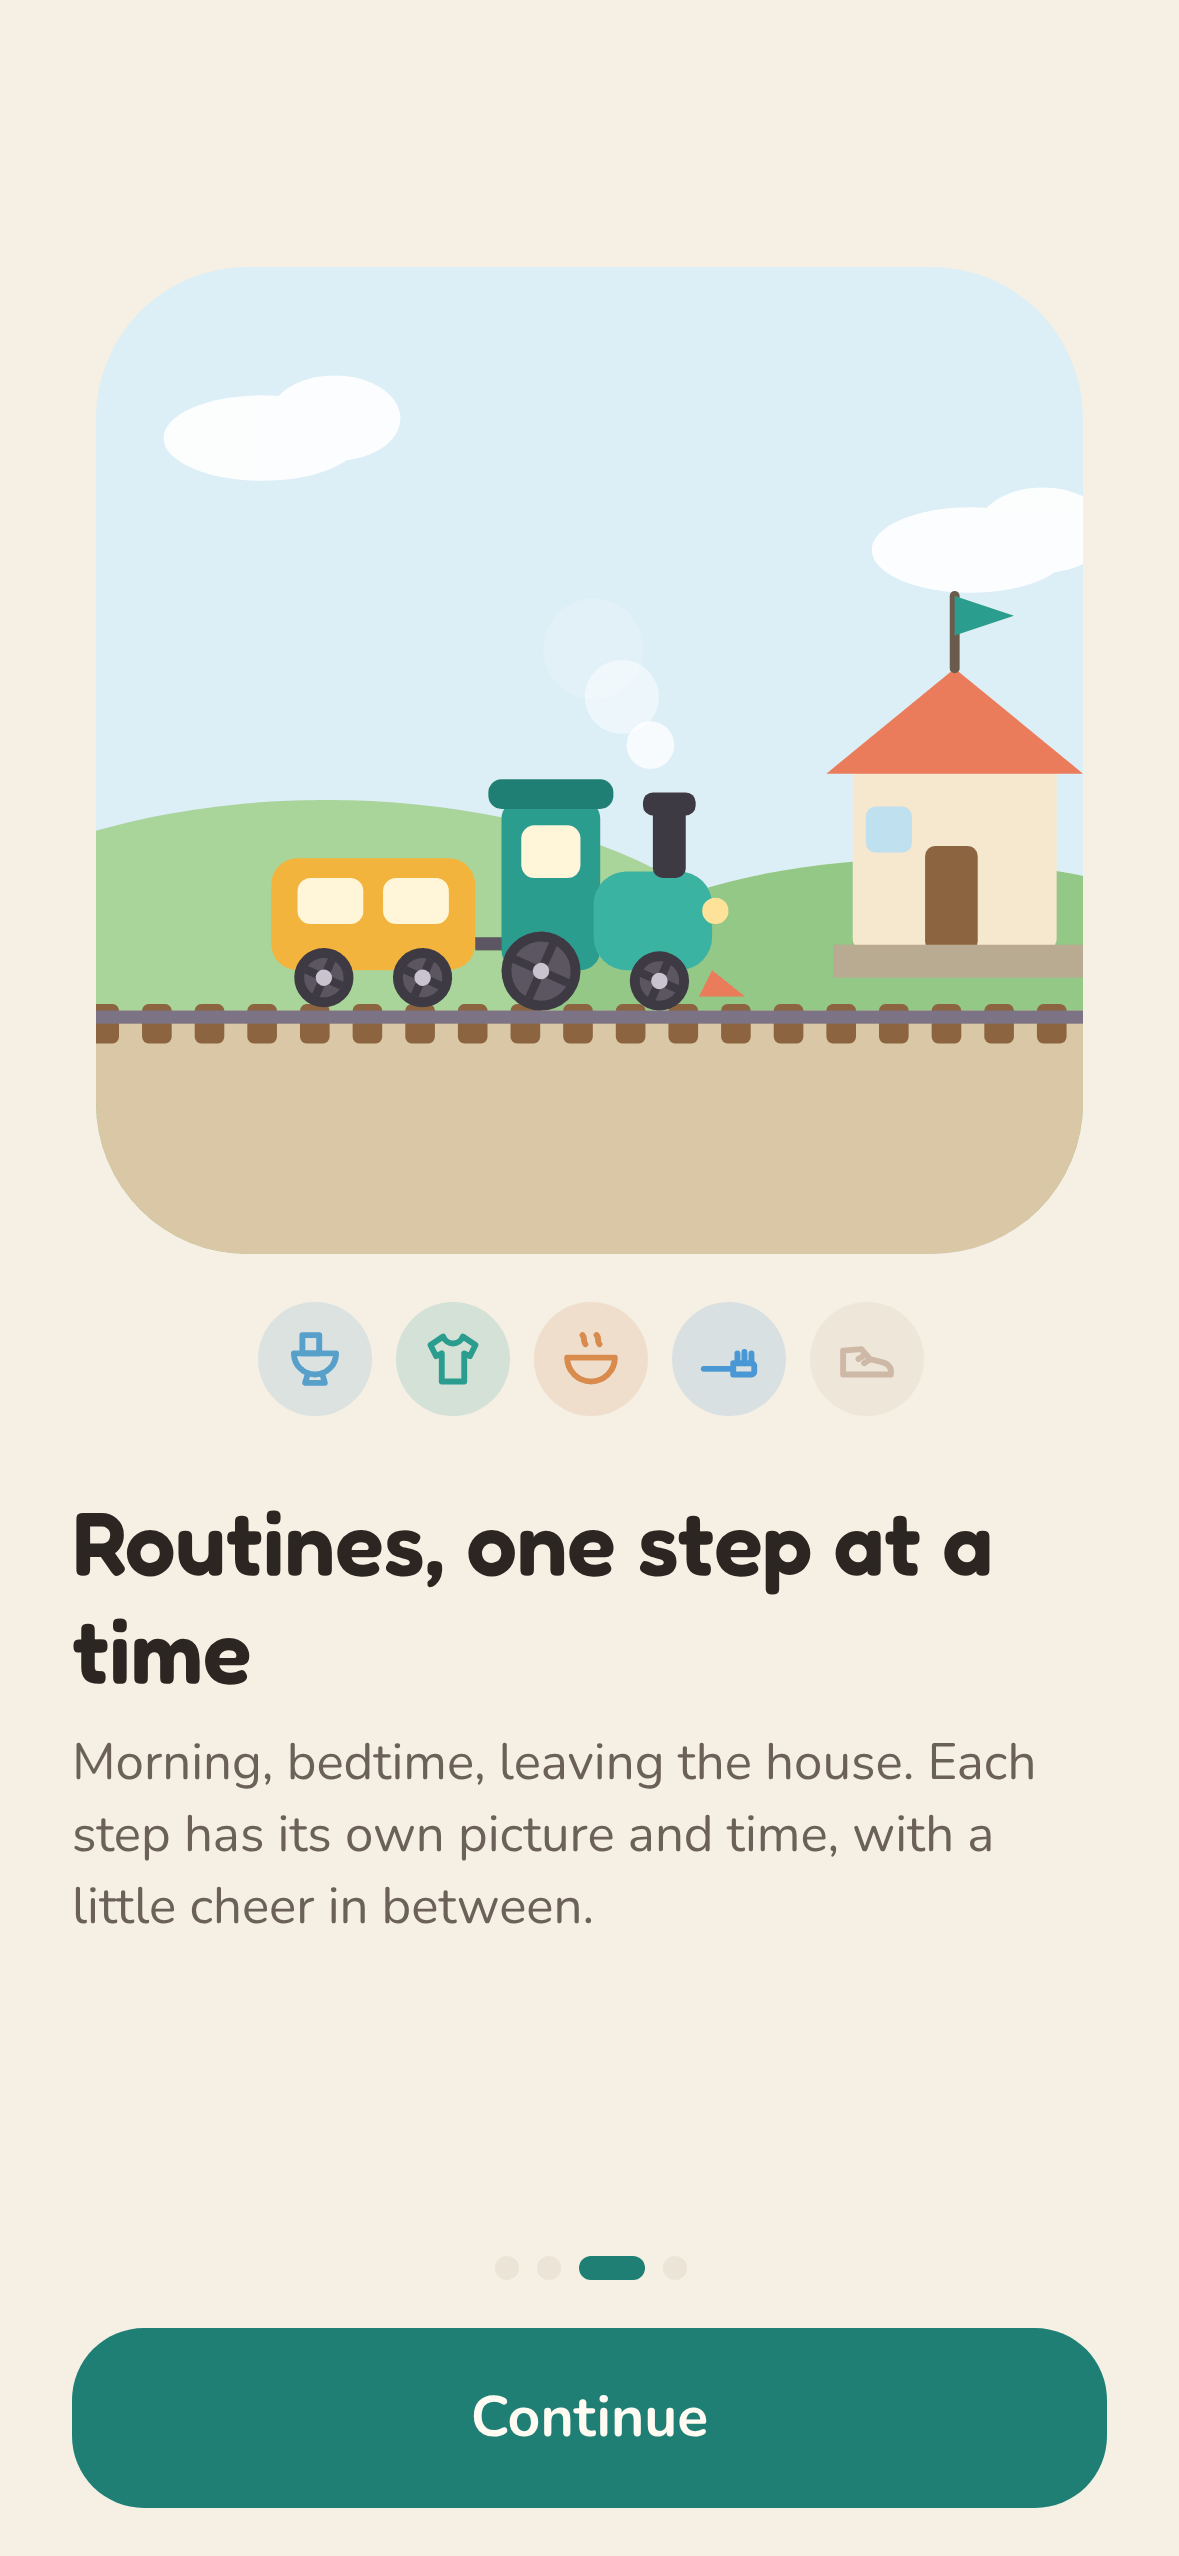 Routines, one step at a
time
Morning, bedtime, leaving the house. Each
step has its own picture and time, with a
little cheer in between.
Continue